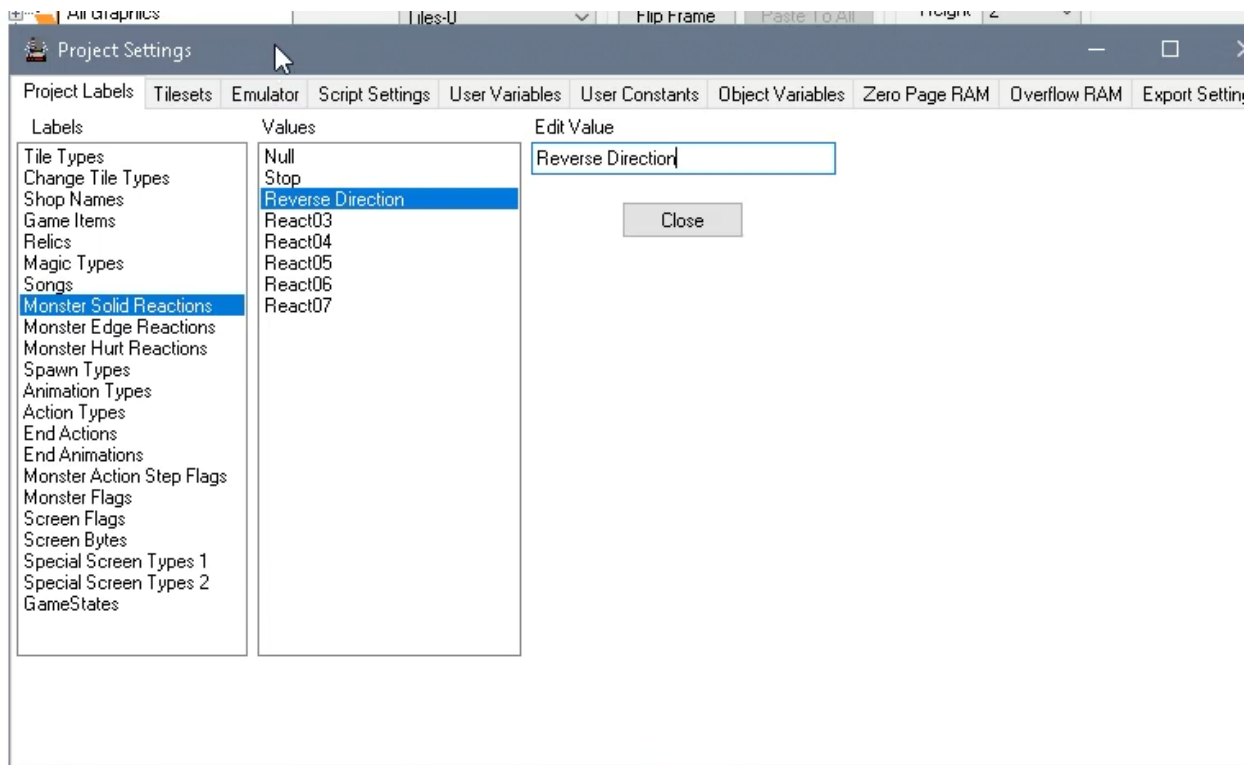 All Graphics Tiles-0 Flip Frame Paste To All Height 2
Project Settings
Project Labels Tilesets Emulator Script Settings User Variables User Constants Object Variables Zero Page RAM Overflow RAM Export
Labels Values Edit Value
Tile Types
Change Tile Types
Shop Names
Game Items
Relics
Magic Types
Songs
Monster Solid Reactions
Monster Edge Reactions
Monster Hurt Reactions
Spawn Types
Animation Types
Action Types
End Actions
End Animations
Monster Action Step Flags
Monster Flags
Screen Flags
Screen Bytes
Special Screen Types 1
Special Screen Types 2
GameStates
Null
Stop
Reverse Direction
React03
React04
React05
React06
React07
Reverse Direction
Close